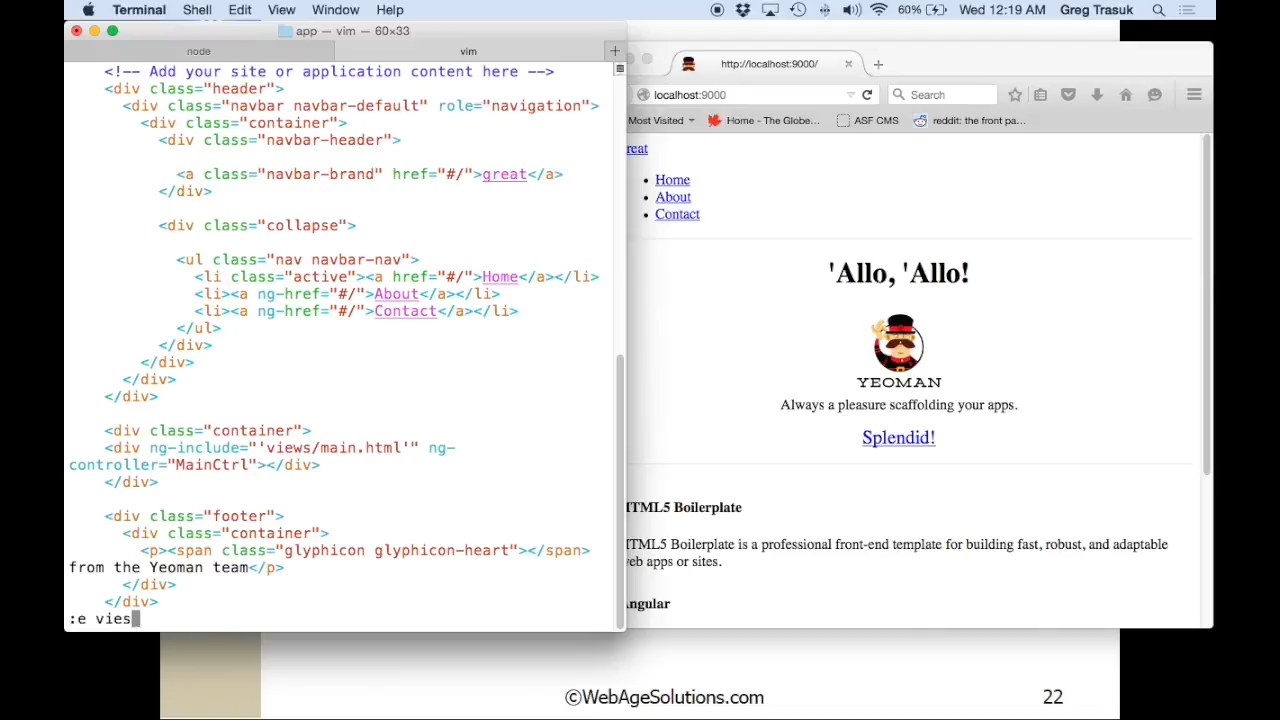 Terminal Shell Edit View Window Help 60% Wed 12:19 AM Greg Trasuk
app — vim — 60×33
node vim +
<!-- Add your site or application content here -->
<div class="header">
<div class="navbar navbar-default" role="navigation">
<div class="container">
<div class="navbar-header">
<a class="navbar-brand" href="#/">great</a>
</div>
<div class="collapse">
<ul class="nav navbar-nav">
<li class="active"><a href="#/">Home</a></li>
<li><a ng-href="#/">About</a></li>
<li><a ng-href="#/">Contact</a></li>
</ul>
</div>
</div>
</div>
</div>
<div class="container">
<div ng-include="'views/main.html'" ng-
controller="MainCtrl"></div>
</div>
<div class="footer">
<div class="container">
<p><span class="glyphicon glyphicon-heart"></span>
from the Yeoman team</p>
</div>
</div>
:e vies
http://localhost:9000/
localhost:9000 Search
Most Visited Home - The Globe... ASF CMS reddit: the front pa...
reat
Home
About
Contact
'Allo, 'Allo!
YEOMAN
Always a pleasure scaffolding your apps.
Splendid!
HTML5 Boilerplate
HTML5 Boilerplate is a professional front-end template for building fast, robust, and adaptable
web apps or sites.
Angular
©WebAgeSolutions.com 22